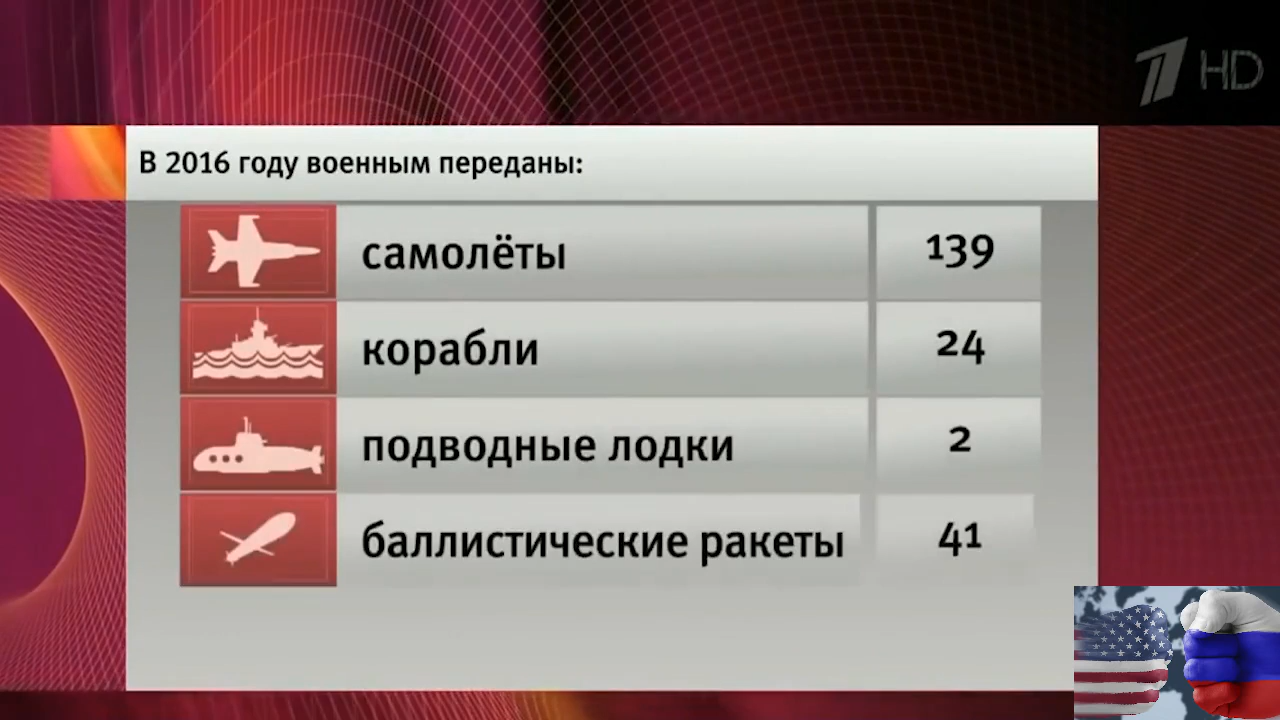 HD
В 2016 году военным переданы:
самолёты 139
корабли 24
подводные лодки 2
баллистические ракеты 41